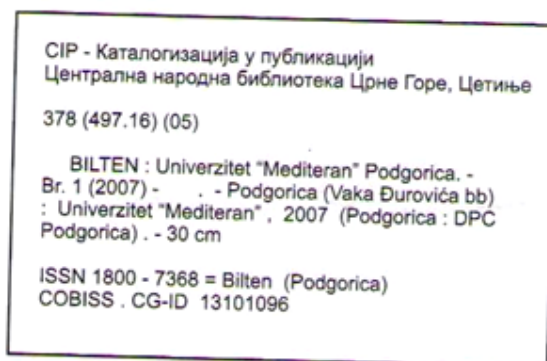 CIP - Каталогизација у публикацији
Централна народна библиотека Црне Горе, Цетиње
378 (497.16) (05)
BILTEN : Univerzitet “Mediteran” Podgorica. -
Br. 1 (2007) - . - Podgorica (Vaka Đurovića bb)
: Univerzitet “Mediteran” , 2007 (Podgorica : DPC
Podgorica) . - 30 cm
ISSN 1800 - 7368 = Bilten (Podgorica)
COBISS . CG-ID 13101096